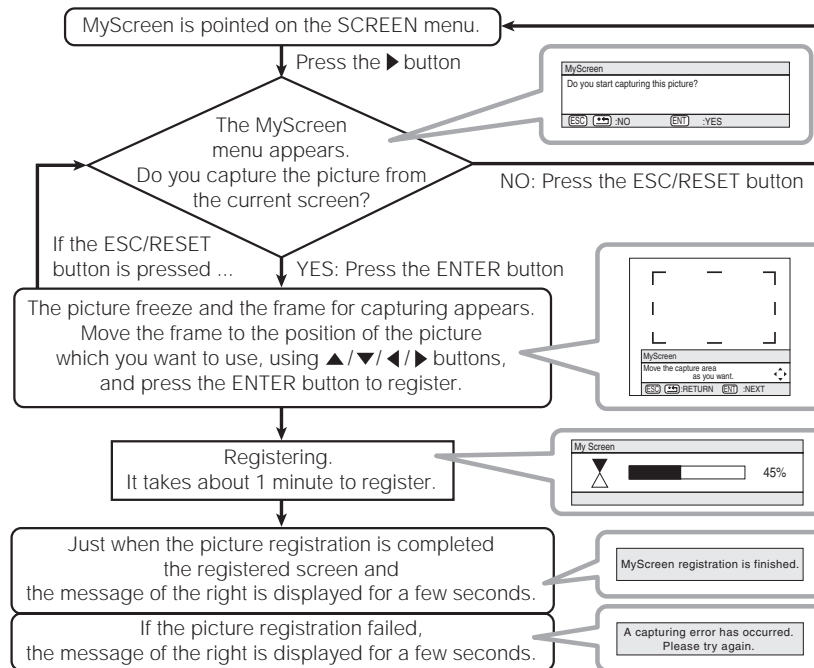 MyScreen is pointed on the SCREEN menu.
Press the ▶ button
MyScreen
Do you start capturing this picture?
ESC :NO ENT :YES
The MyScreen
menu appears.
Do you capture the picture from
the current screen?
NO: Press the ESC/RESET button
If the ESC/RESET
button is pressed ...
YES: Press the ENTER button
The picture freeze and the frame for capturing appears.
Move the frame to the position of the picture
which you want to use, using ▲/▼/◀/▶ buttons,
and press the ENTER button to register.
MyScreen
Move the capture area
as you want.
ESC :RETURN ENT :NEXT
Registering.
It takes about 1 minute to register.
My Screen
45%
Just when the picture registration is completed
the registered screen and
the message of the right is displayed for a few seconds.
MyScreen registration is finished.
If the picture registration failed,
the message of the right is displayed for a few seconds.
A capturing error has occurred.
Please try again.